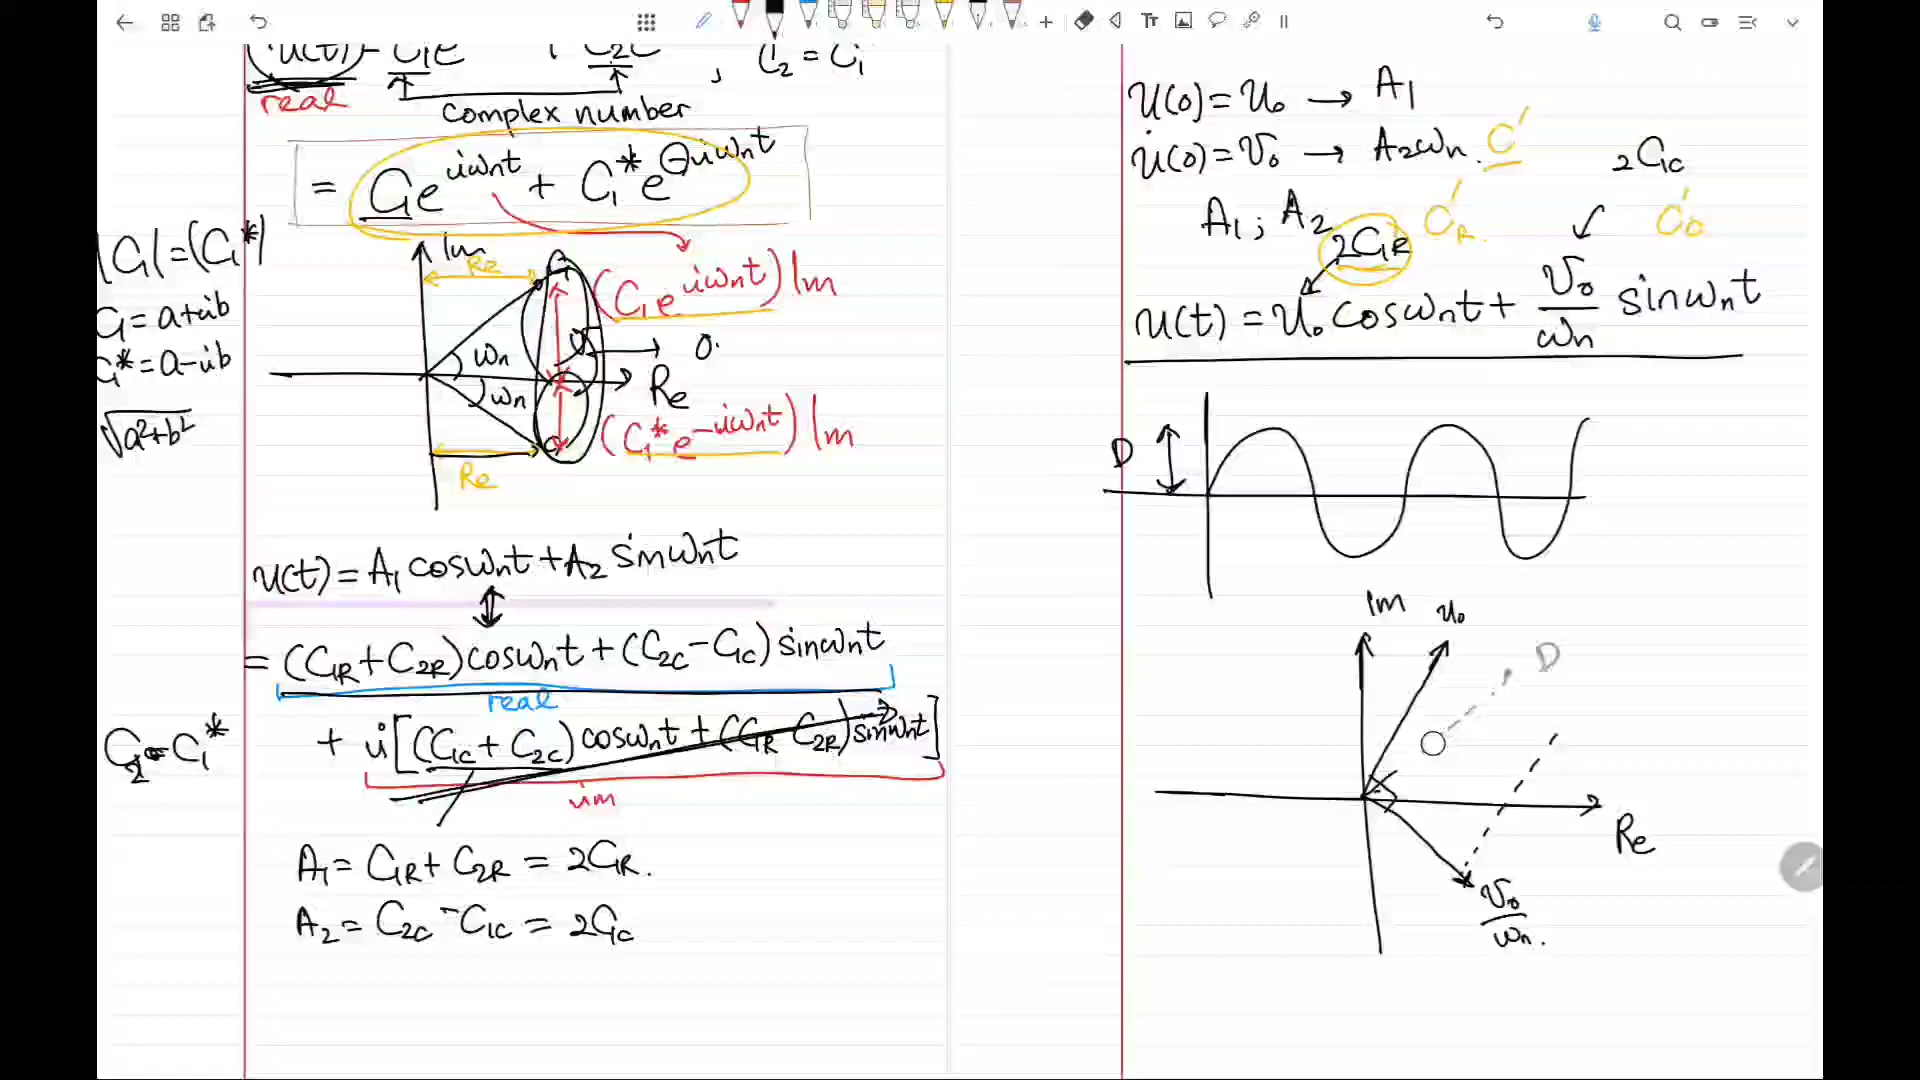 real
complex number
= C₁e^{iωnt} + C₁*e^{-iωnt}
|C₁| = |C₁*|
C₁ = a+ib
C₁* = a-ib
√a²+b²
Im
Re
(C₁e^{iωnt}) Im
ωn
0.
Re
ωn
(C₁*e^{-iωnt}) Im
Re
u(t) = A₁ cosωnt + A₂ sinωnt
= (C1R + C2R) cosωnt + (C2C - C1C) sinωnt
real
+ i[(C1C + C2C) cosωnt + (C1R C2R) sinωnt]
im
C₂ = C₁*
A₁ = C1R + C2R = 2C1R.
A₂ = C2C - C1C = 2C1C
u(0) = u₀ → A₁
u̇(0) = v₀ → A₂ωn. C'
2C1C
A₁; A₂
C'R.
2C1R
u(t) = u₀ cosωnt + v₀/ωn sinωnt
D
Im
u₀
D
Re
v₀/ωn.